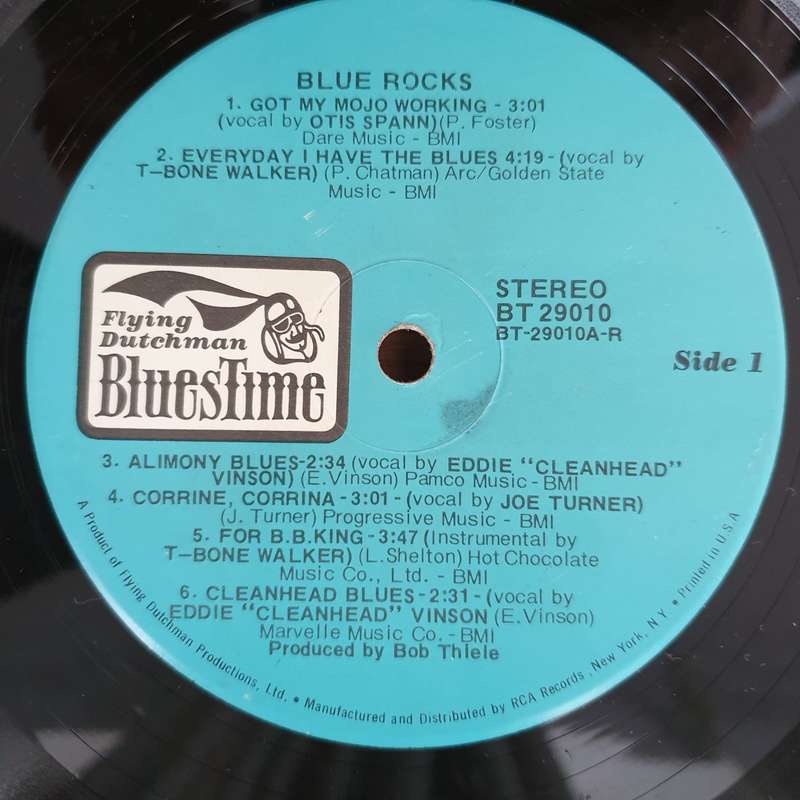 BLUE ROCKS
1. GOT MY MOJO WORKING - 3:01
(vocal by OTIS SPANN)(P. Foster)
Dare Music - BMI
2. EVERYDAY I HAVE THE BLUES 4:19 - (vocal by
T-BONE WALKER) (P. Chatman) Arc/Golden State
Music - BMI
Flying
Dutchman
BluesTime
STEREO
BT 29010
BT-29010A-R
Side 1
3. ALIMONY BLUES-2:34 (vocal by EDDIE "CLEANHEAD"
VINSON) (E.Vinson) Pamco Music - BMI
4. CORRINE, CORRINA - 3:01 - (vocal by JOE TURNER)
(J. Turner) Progressive Music - BMI
5. FOR B.B.KING - 3:47 (Instrumental by
T-BONE WALKER) (L.Shelton) Hot Chocolate
Music Co., Ltd. - BMI
6. CLEANHEAD BLUES - 2:31 - (vocal by
EDDIE "CLEANHEAD" VINSON (E.Vinson)
Marvelle Music Co. - BMI
Produced by Bob Thiele
A Product of Flying Dutchman Productions, Ltd. • Manufactured and Distributed by RCA Records, New York, N.Y. • Printed in U.S.A